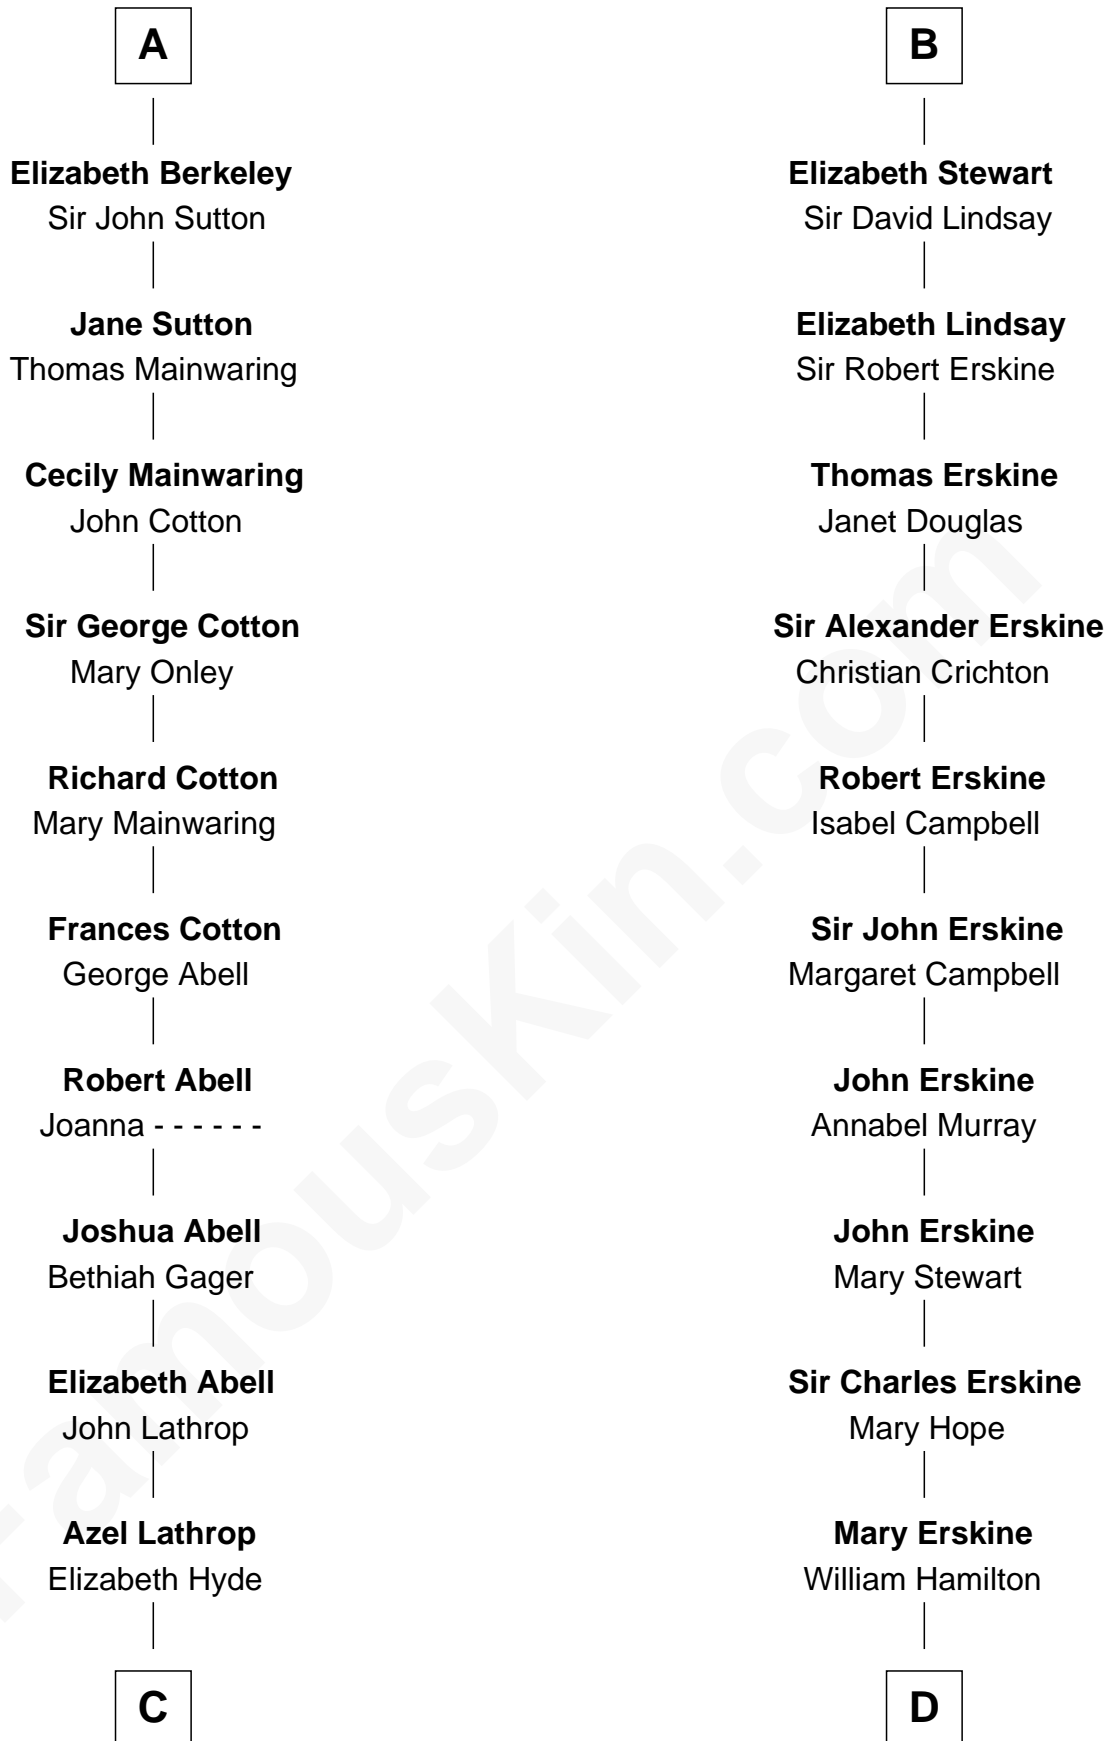 A
Elizabeth Berkeley
Sir John Sutton
Jane Sutton
Thomas Mainwaring
Cecily Mainwaring
John Cotton
Sir George Cotton
Mary Onley
Richard Cotton
Mary Mainwaring
Frances Cotton
George Abell
Robert Abell
Joanna - - - - - -
Joshua Abell
Bethiah Gager
Elizabeth Abell
John Lathrop
Azel Lathrop
Elizabeth Hyde
C
B
Elizabeth Stewart
Sir David Lindsay
Elizabeth Lindsay
Sir Robert Erskine
Thomas Erskine
Janet Douglas
Sir Alexander Erskine
Christian Crichton
Robert Erskine
Isabel Campbell
Sir John Erskine
Margaret Campbell
John Erskine
Annabel Murray
John Erskine
Mary Stewart
Sir Charles Erskine
Mary Hope
Mary Erskine
William Hamilton
D
FamousKin.com